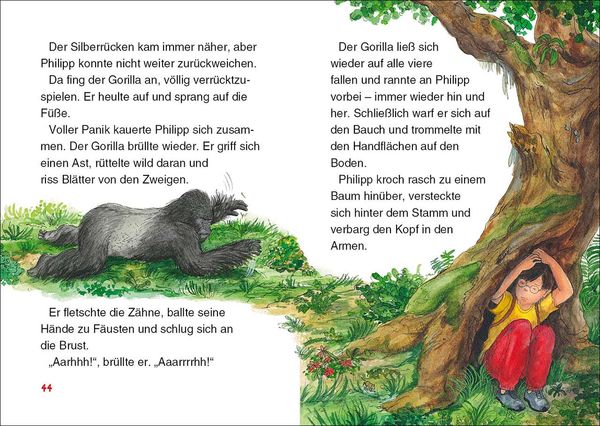 Der Silberrücken kam immer näher, aber
Philipp konnte nicht weiter zurückweichen.
Da fing der Gorilla an, völlig verrücktzu-
spielen. Er heulte auf und sprang auf die
Füße.
Voller Panik kauerte Philipp sich zusam-
men. Der Gorilla brüllte wieder. Er griff sich
einen Ast, rüttelte wild daran und
riss Blätter von den Zweigen.
Er fletschte die Zähne, ballte seine
Hände zu Fäusten und schlug sich an
die Brust.
„Aarhhh!“, brüllte er. „Aaarrrrhh!“
44
Der Gorilla ließ sich
wieder auf alle viere
fallen und rannte an Philipp
vorbei – immer wieder hin und
her. Schließlich warf er sich auf
den Bauch und trommelte mit
den Handflächen auf den
Boden.
Philipp kroch rasch zu einem
Baum hinüber, versteckte
sich hinter dem Stamm und
verbarg den Kopf in den
Armen.